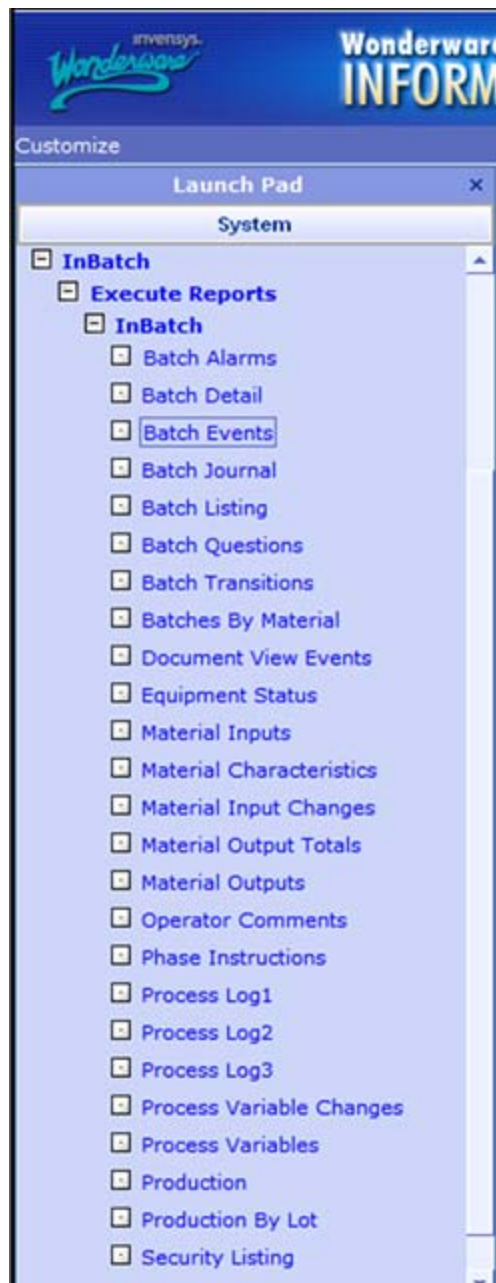 invensys.
Wonderware
Wonderware
INFORM
Customize
Launch Pad ×
System
InBatch
Execute Reports
InBatch
Batch Alarms
Batch Detail
Batch Events
Batch Journal
Batch Listing
Batch Questions
Batch Transitions
Batches By Material
Document View Events
Equipment Status
Material Inputs
Material Characteristics
Material Input Changes
Material Output Totals
Material Outputs
Operator Comments
Phase Instructions
Process Log1
Process Log2
Process Log3
Process Variable Changes
Process Variables
Production
Production By Lot
Security Listing